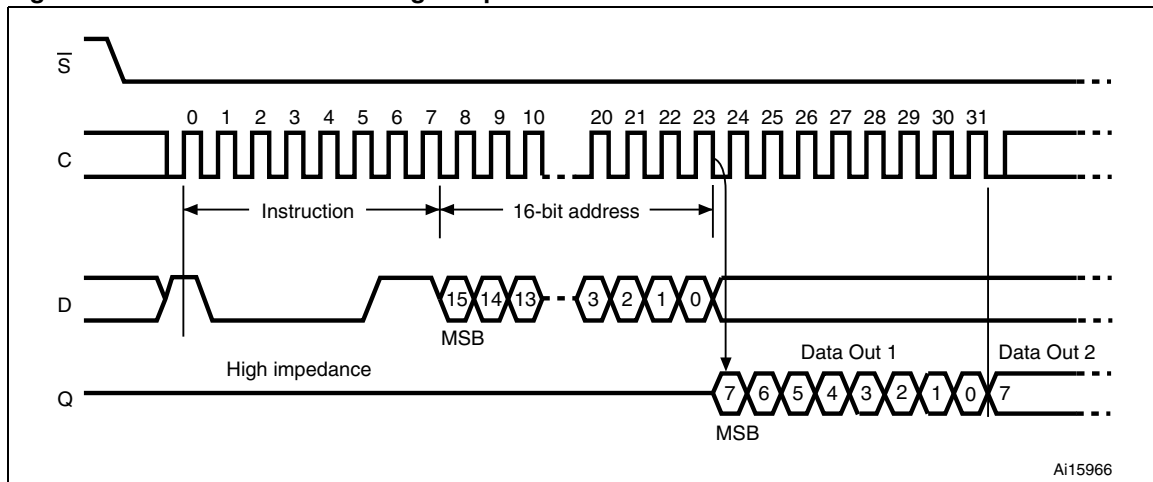 S
0 1 2 3 4 5 6 7 8 9 10 20 21 22 23 24 25 26 27 28 29 30 31
C
Instruction 16-bit address
D
15 14 13 3 2 1 0
MSB
High impedance Data Out 1 Data Out 2
Q
7 6 5 4 3 2 1 0 7
MSB
Ai15966